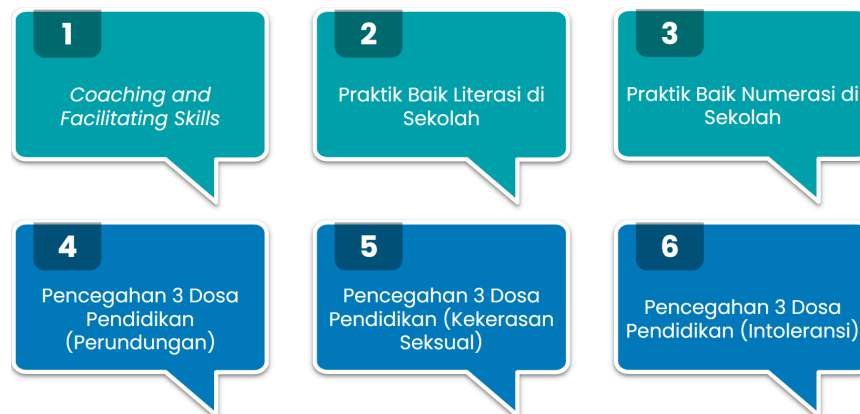 1
Coaching and
Facilitating Skills
2
Praktik Baik Literasi di
Sekolah
3
Praktik Baik Numerasi di
Sekolah
4
Pencegahan 3 Dosa
Pendidikan
(Perundungan)
5
Pencegahan 3 Dosa
Pendidikan (Kekerasan
Seksual)
6
Pencegahan 3 Dosa
Pendidikan (Intoleransi)